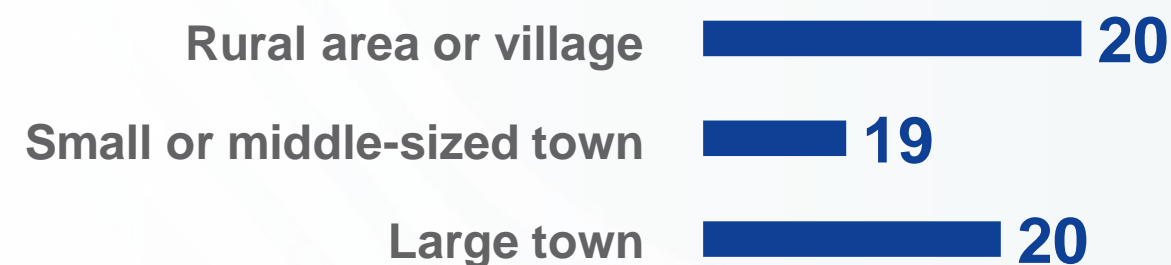 Rural area or village 20
Small or middle-sized town 19
Large town 20